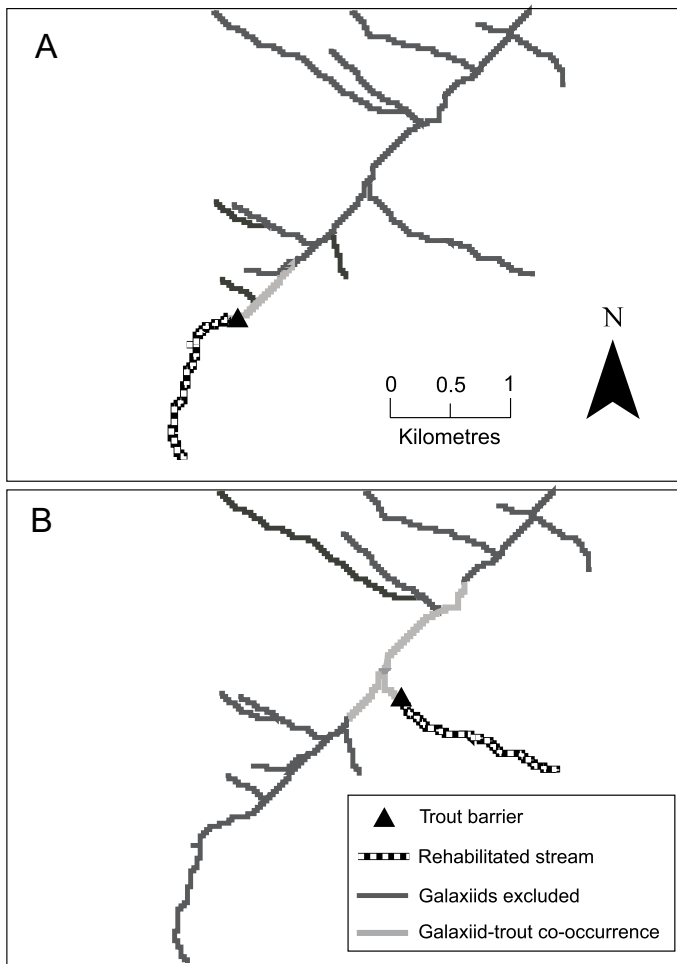 A
N
0 0.5 1
Kilometres
B
Trout barrier
Rehabilitated stream
Galaxiids excluded
Galaxiid-trout co-occurrence